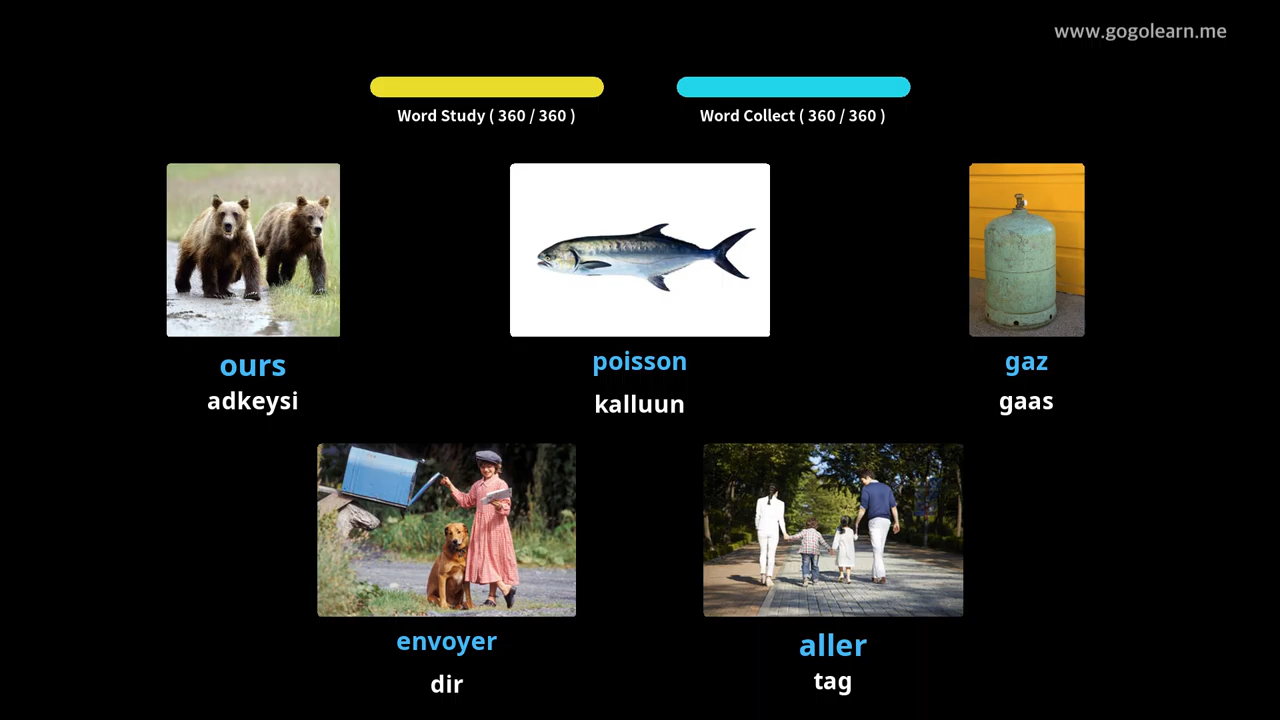 www.gogolearn.me
Word Study ( 360 / 360 )
Word Collect ( 360 / 360 )
ours
adkeysi
poisson
kalluun
gaz
gaas
envoyer
dir
aller
tag